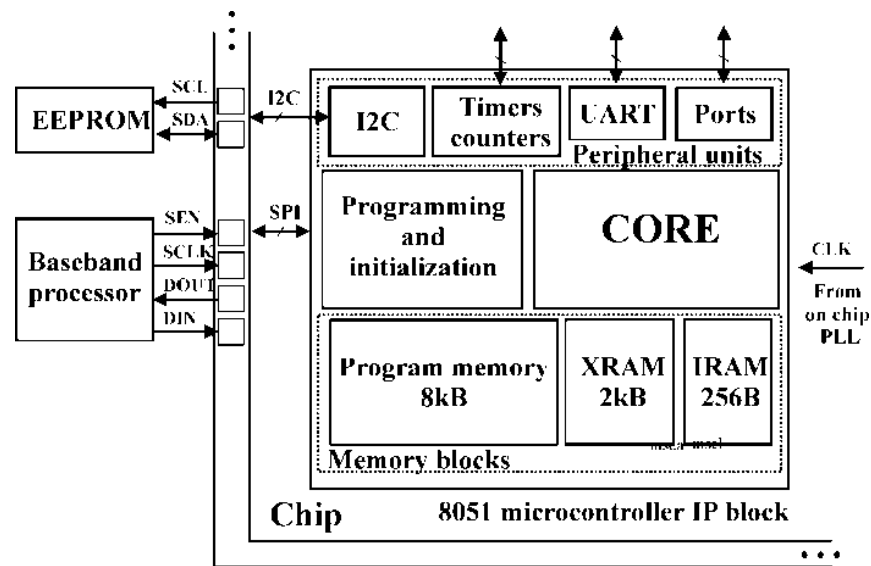 SCL
I2C
EEPROM
SDA
I2C
Timers
counters
UART
Ports
Peripheral units
SEN
SPI
SCLK
Baseband
processor
DOUT
DIN
Programming
and
initialization
CORE
CLK
From
on chip
PLL
Program memory
8kB
XRAM
2kB
IRAM
256B
Memory blocks
Chip
8051 microcontroller IP block